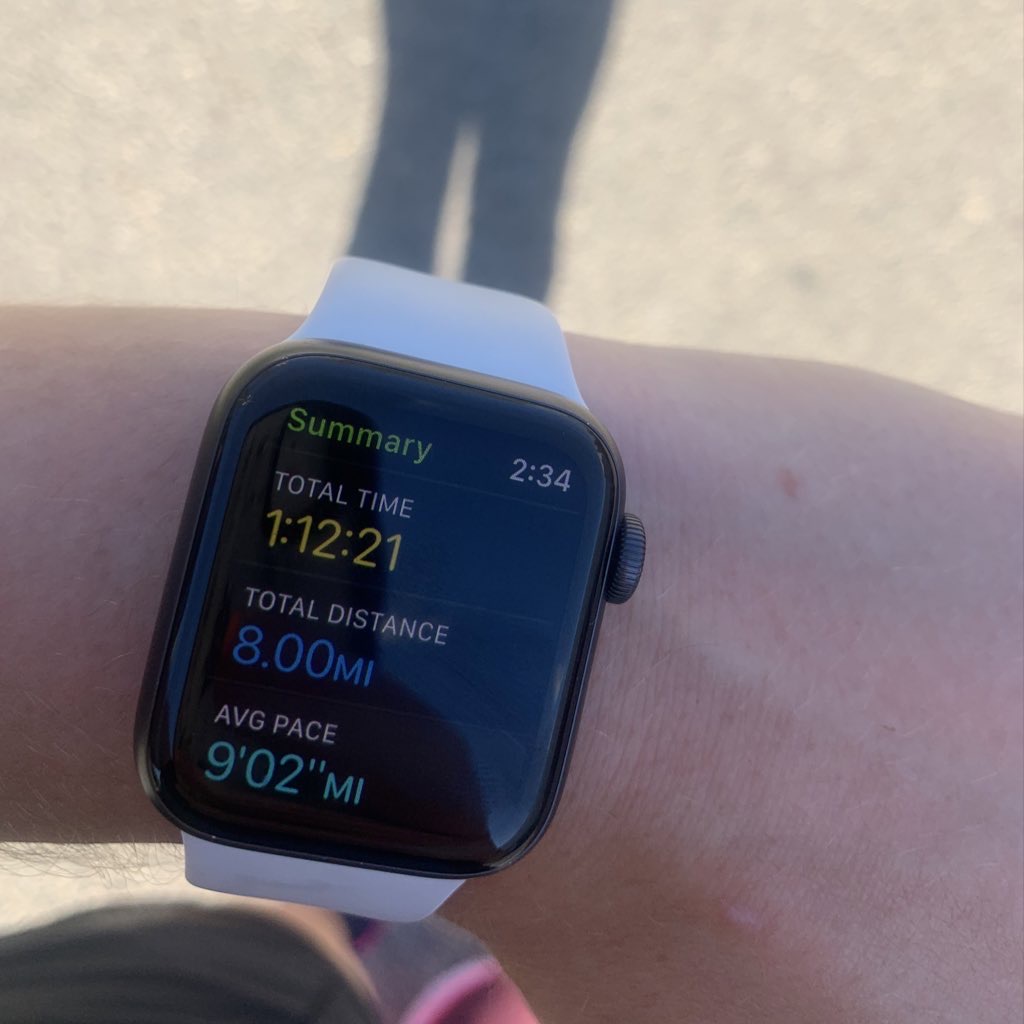 Summary
2:34
TOTAL TIME
1:12:21
TOTAL DISTANCE
8.00MI
AVG PACE
9'02"MI